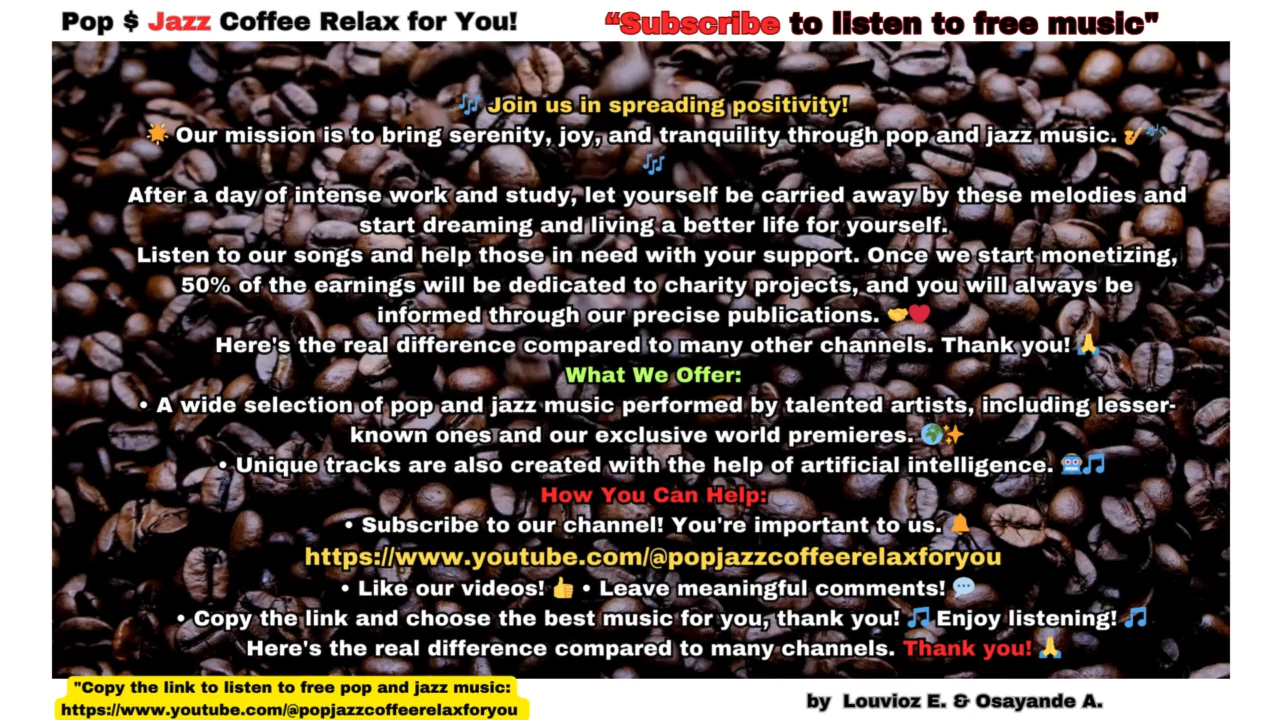 Pop $ Jazz Coffee Relax for You!
“Subscribe to listen to free music"
🎶 Join us in spreading positivity!
🌟 Our mission is to bring serenity, joy, and tranquility through pop and jazz music. 🎷🎶
🎶
After a day of intense work and study, let yourself be carried away by these melodies and
start dreaming and living a better life for yourself.
Listen to our songs and help those in need with your support. Once we start monetizing,
50% of the earnings will be dedicated to charity projects, and you will always be
informed through our precise publications. 🤝❤️
Here's the real difference compared to many other channels. Thank you! 🙏
What We Offer:
• A wide selection of pop and jazz music performed by talented artists, including lesser-
known ones and our exclusive world premieres. 🌍✨
• Unique tracks are also created with the help of artificial intelligence. 🤖🎵
How You Can Help:
• Subscribe to our channel! You're important to us. 🔔
https://www.youtube.com/@popjazzcoffeerelaxforyou
• Like our videos! 👍 • Leave meaningful comments! 💬
• Copy the link and choose the best music for you, thank you! 🎵 Enjoy listening! 🎵
Here's the real difference compared to many channels. Thank you! 🙏
"Copy the link to listen to free pop and jazz music:
https://www.youtube.com/@popjazzcoffeerelaxforyou
by Louvioz E. & Osayande A.